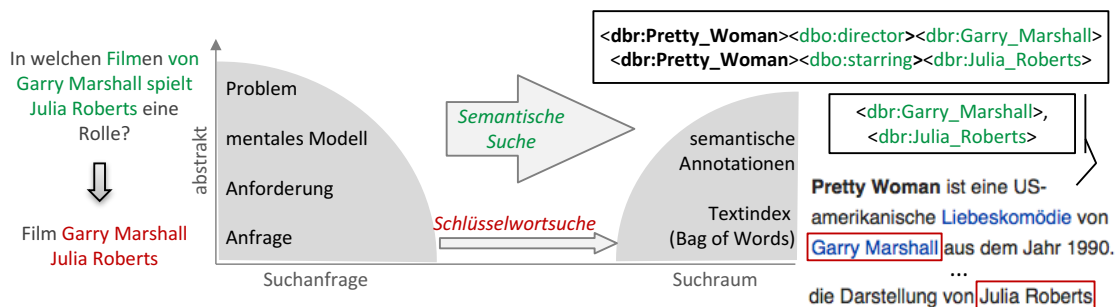 In welchen Filmen von
Garry Marshall spielt
Julia Roberts eine
Rolle?
Film Garry Marshall
Julia Roberts
abstrakt
Problem
mentales Modell
Anforderung
Anfrage
Suchanfrage
Semantische
Suche
Schlüsselwortsuche
semantische
Annotationen
Textindex
(Bag of Words)
Suchraum
<dbr:Pretty_Woman><dbo:director><dbr:Garry_Marshall>
<dbr:Pretty_Woman><dbo:starring><dbr:Julia_Roberts>
<dbr:Garry_Marshall>,
<dbr:Julia_Roberts>
Pretty Woman ist eine US-
amerikanische Liebeskomödie von
Garry Marshall aus dem Jahr 1990.
...
die Darstellung von Julia Roberts